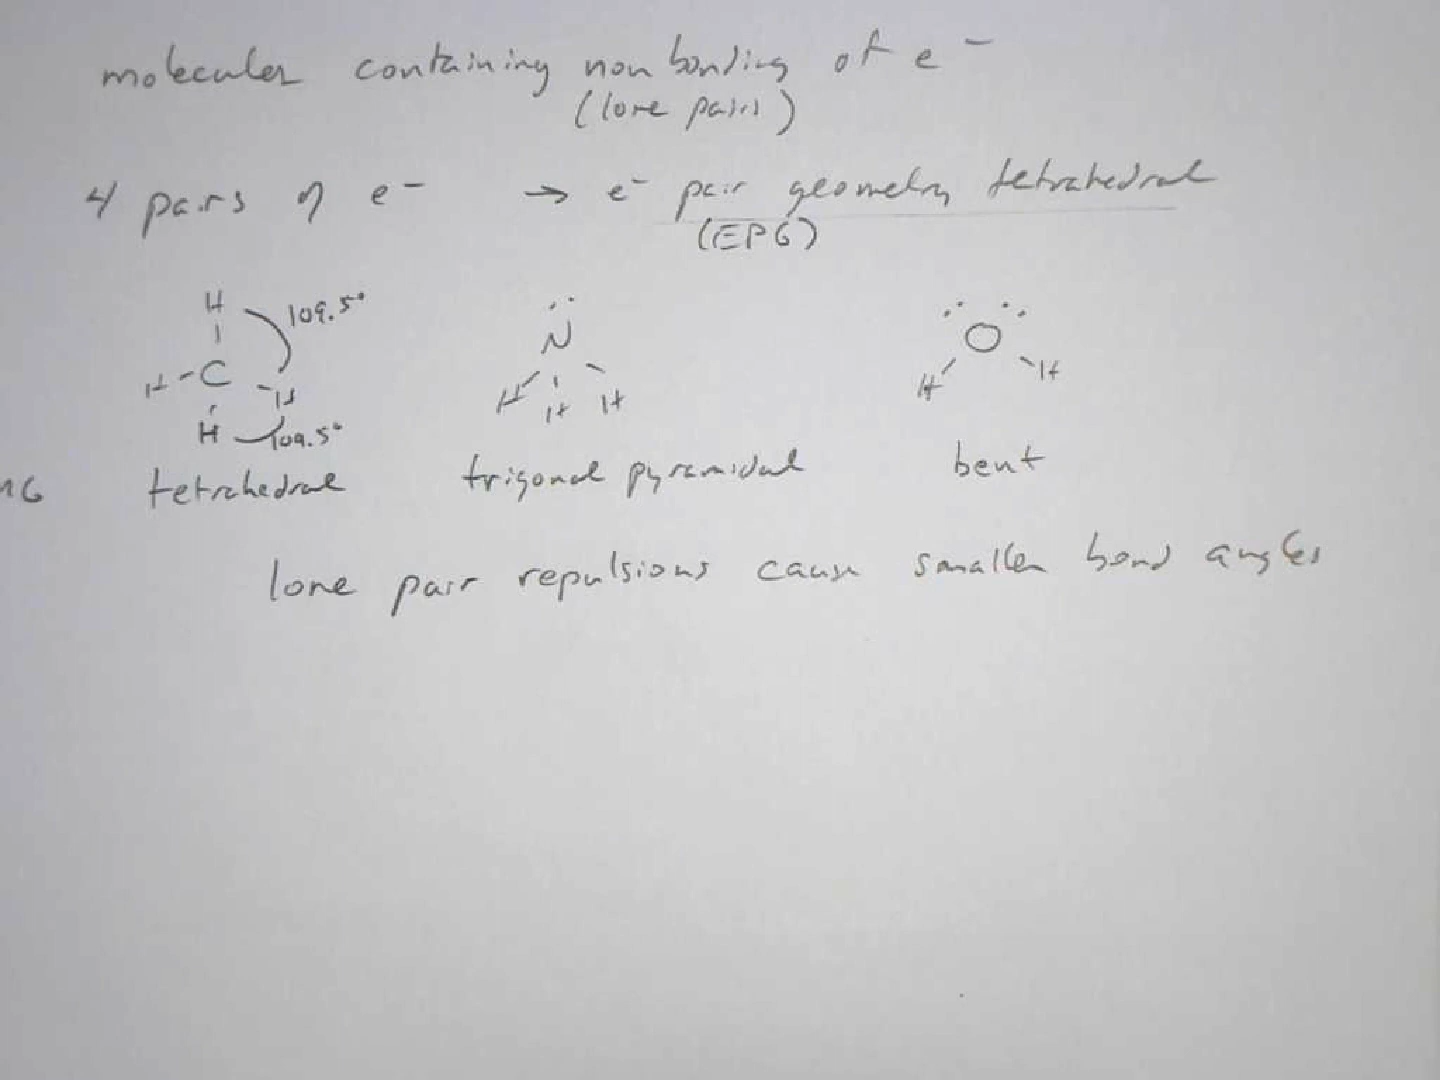 molecules containing nonbonding of e⁻
(lone pairs)
4 pairs of e⁻ → e⁻ pair geometry tetrahedral
(EPG)
H 109.5°
H-C-H
H 109.5°
N
H H H
O
H H
MG tetrahedral trigonal pyramidal bent
lone pair repulsions cause smaller bond angles